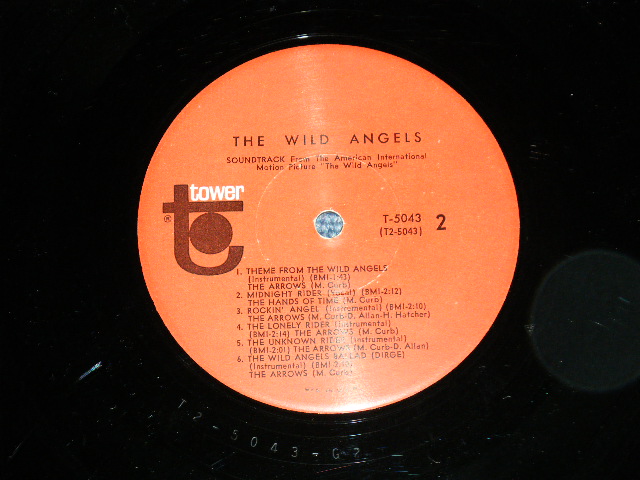 THE WILD ANGELS
SOUNDTRACK From The American International
Motion Picture "The Wild Angels"
tower
®
T-5043
2
(T2-5043)
1. THEME FROM THE WILD ANGELS
(Instrumental) (BMI-1:43)
THE ARROWS (M. Curb)
2. MIDNIGHT RIDER (Vocal) (BMI-2:12)
THE HANDS OF TIME (M. Curb)
3. ROCKIN' ANGEL (Instrumental) (BMI-2:10)
THE ARROWS (M. Curb-D. Allan-H. Hatcher)
4. THE LONELY RIDER (Instrumental)
(BMI-2:14) THE ARROWS (M. Curb)
5. THE UNKNOWN RIDER (Instrumental)
(BMI-2:01) THE ARROWS (M. Curb-D. Allan)
6. THE WILD ANGELS BALLAD (DIRGE)
(Instrumental)
THE ARROWS (M. Curb)
T2-5043-G2